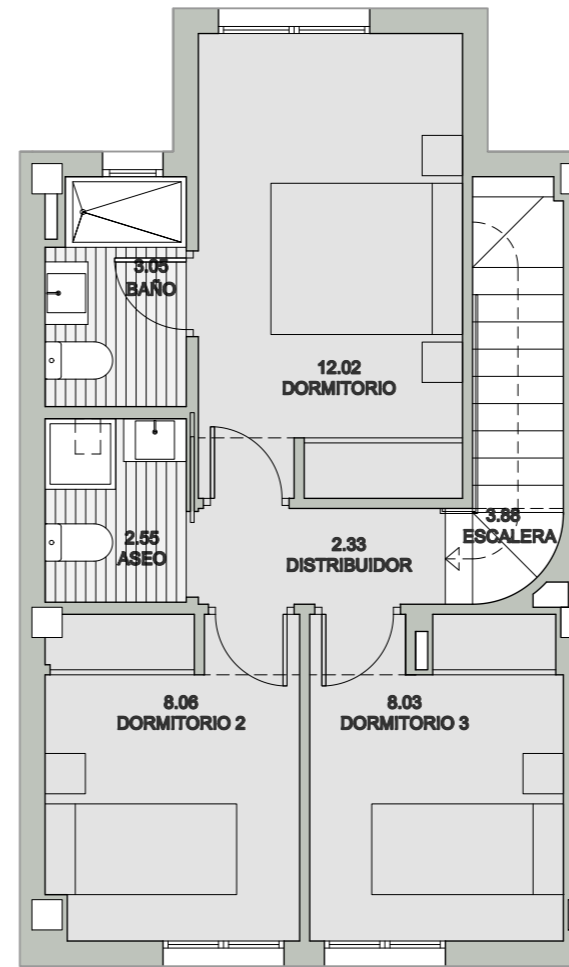 3.05
BAÑO
12.02
DORMITORIO
2.55
ASEO
2.33
DISTRIBUIDOR
3.88
ESCALERA
8.06
DORMITORIO 2
8.03
DORMITORIO 3